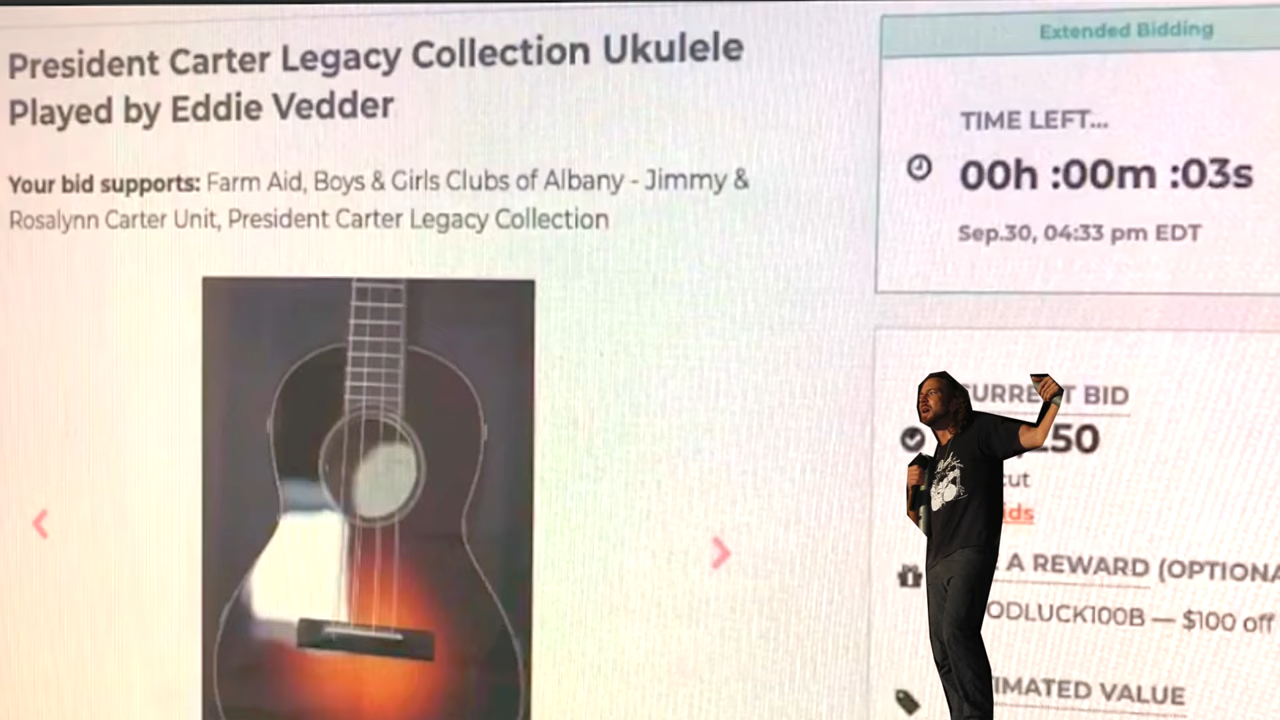 President Carter Legacy Collection Ukulele
Played by Eddie Vedder
Your bid supports: Farm Aid, Boys & Girls Clubs of Albany - Jimmy &
Rosalynn Carter Unit, President Carter Legacy Collection
Extended Bidding
TIME LEFT...
00h :00m :03s
Sep.30, 04:33 pm EDT
BID
A REWARD (OPTIONA
ODLUCK100B — $100 off
IMATED VALUE